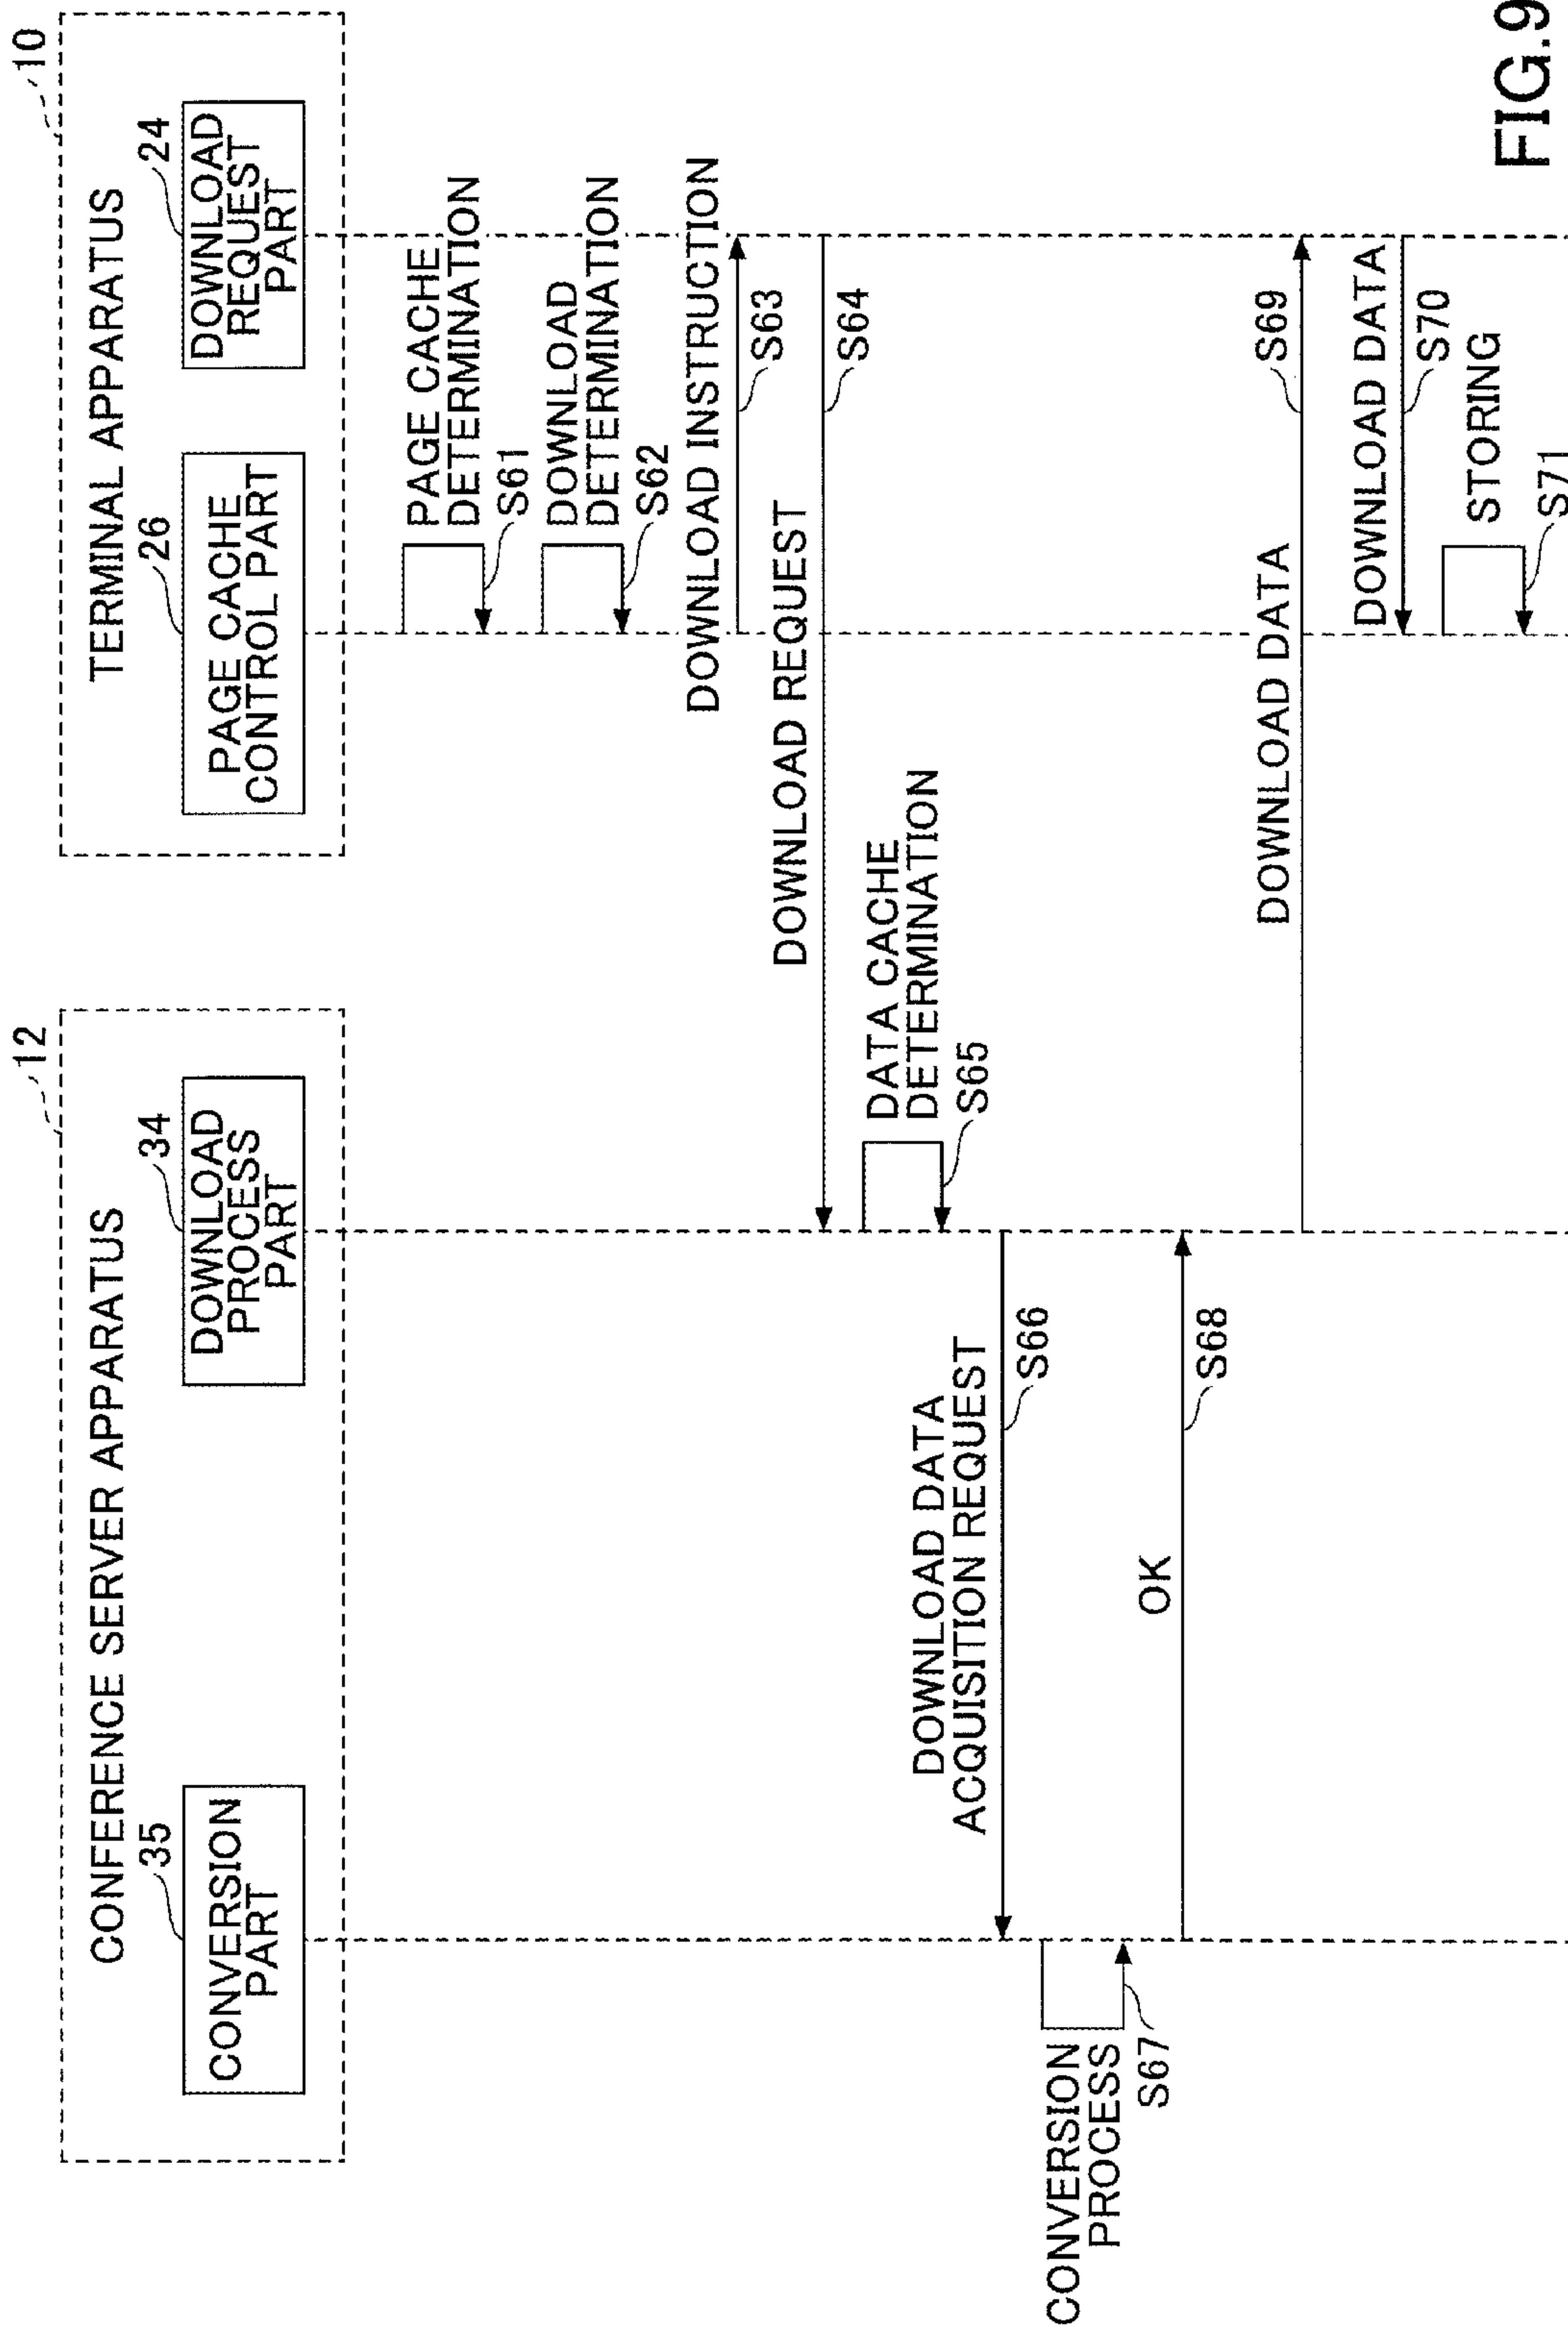 FIG.9
CONFERENCE SERVER APPARATUS
12
TERMINAL APPARATUS
10
35
CONVERSION
PART
34
DOWNLOAD
PROCESS
PART
26
PAGE CACHE
CONTROL PART
24
DOWNLOAD
REQUEST
PART
PAGE CACHE
DETERMINATION
S61
DOWNLOAD
DETERMINATION
S62
DOWNLOAD INSTRUCTION
S63
DOWNLOAD REQUEST
S64
DATA CACHE
DETERMINATION
S65
DOWNLOAD DATA
ACQUISITION REQUEST
S66
CONVERSION
PROCESS
S67
OK
S68
DOWNLOAD DATA
S69
DOWNLOAD DATA
S70
STORING
S71